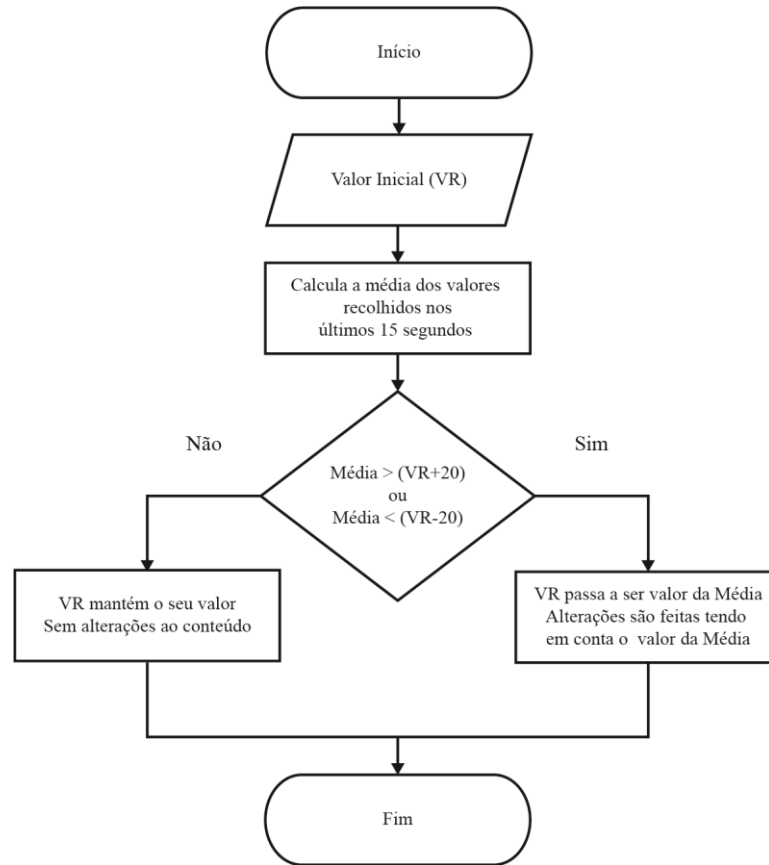 Início
Valor Inicial (VR)
Calcula a média dos valores
recolhidos nos
últimos 15 segundos
Não
Sim
Média > (VR+20)
ou
Média < (VR-20)
VR mantém o seu valor
Sem alterações ao conteúdo
VR passa a ser valor da Média
Alterações são feitas tendo
em conta o valor da Média
Fim